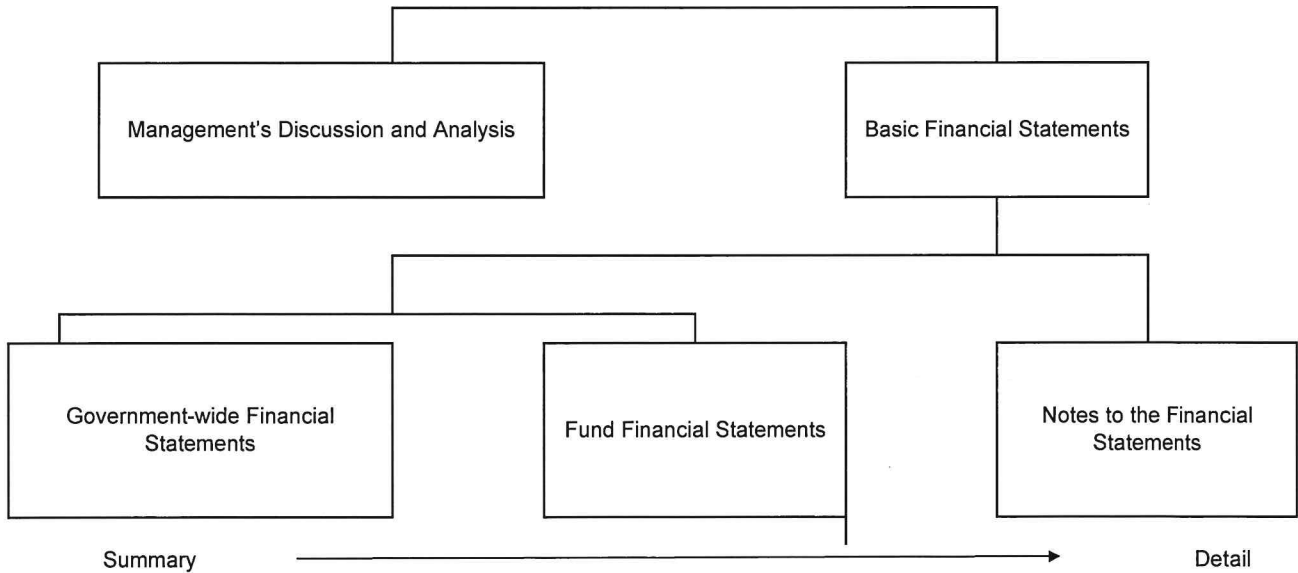 Management's Discussion and Analysis
Basic Financial Statements
Government-wide Financial
Statements
Fund Financial Statements
Notes to the Financial
Statements
Summary
Detail